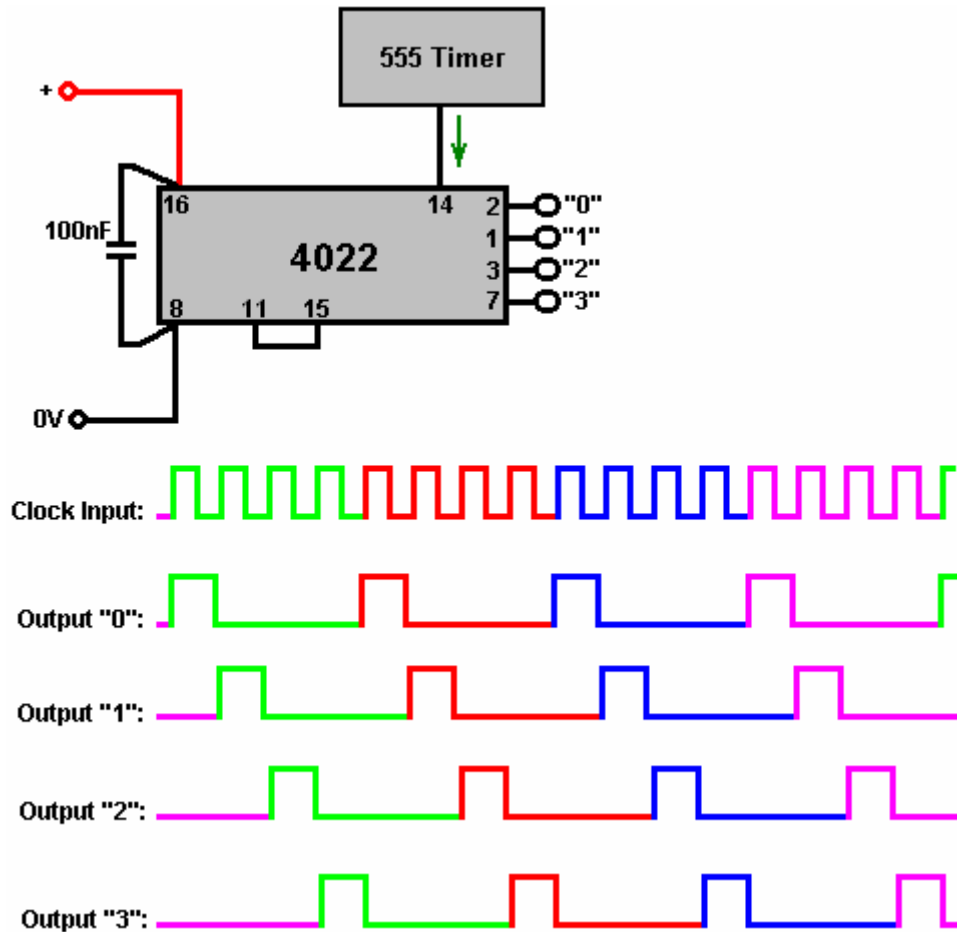 555 Timer
+
16
14
2
"0"
100nF
1
"1"
4022
3
"2"
7
"3"
8
11
15
0V
Clock Input:
Output "0":
Output "1":
Output "2":
Output "3":